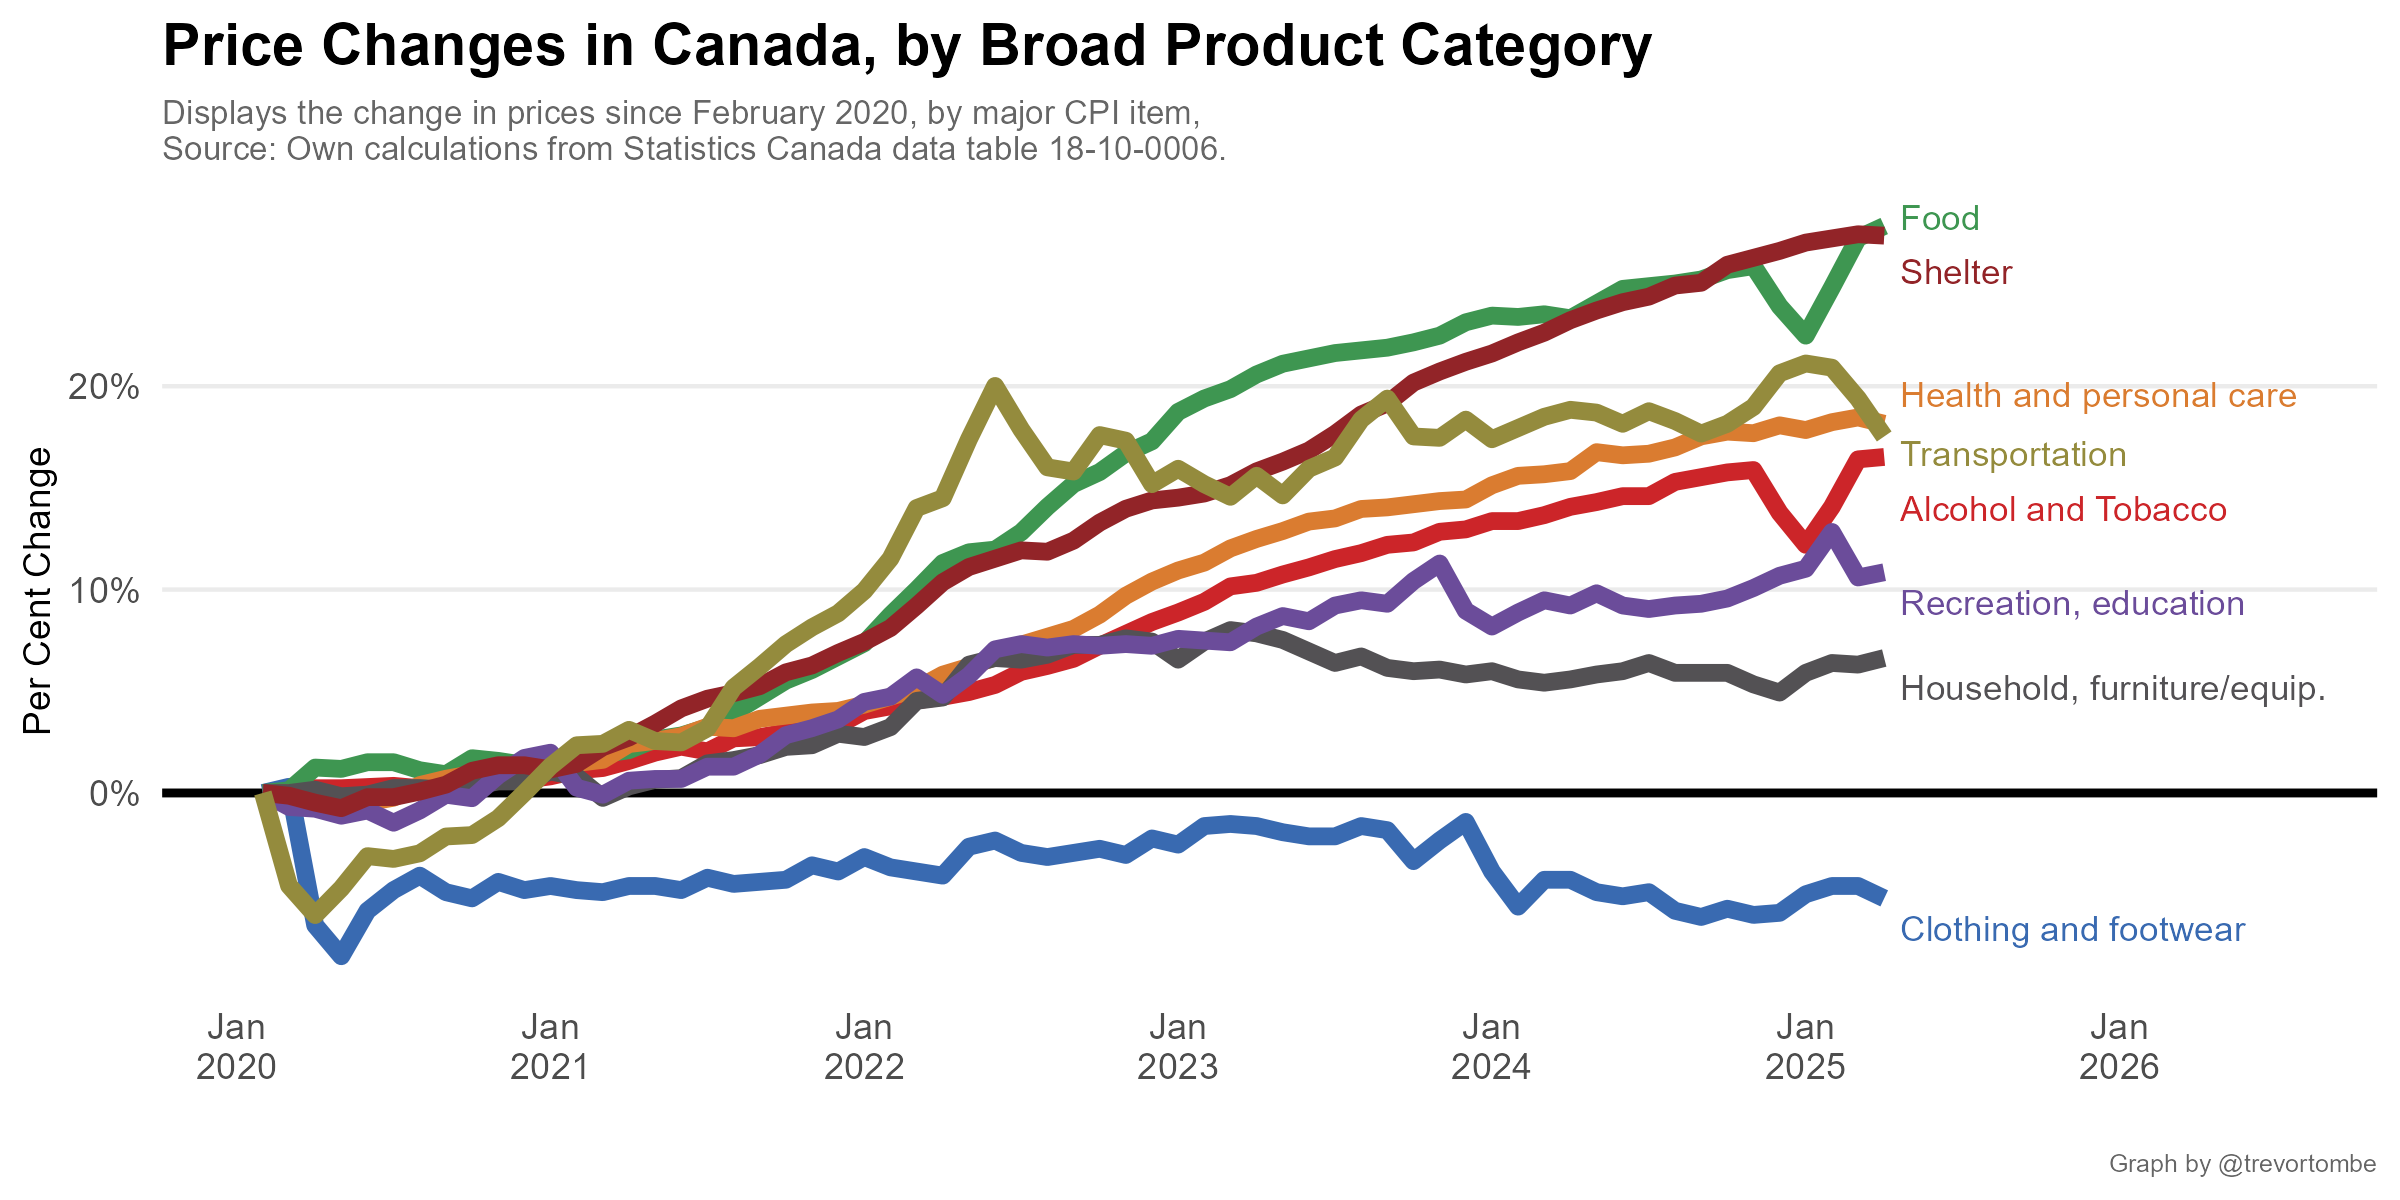 Price Changes in Canada, by Broad Product Category
Displays the change in prices since February 2020, by major CPI item,
Source: Own calculations from Statistics Canada data table 18-10-0006.
Per Cent Change
20%
10%
0%
Food
Shelter
Health and personal care
Transportation
Alcohol and Tobacco
Recreation, education
Household, furniture/equip.
Clothing and footwear
Jan
2020
Jan
2021
Jan
2022
Jan
2023
Jan
2024
Jan
2025
Jan
2026
Graph by @trevortombe